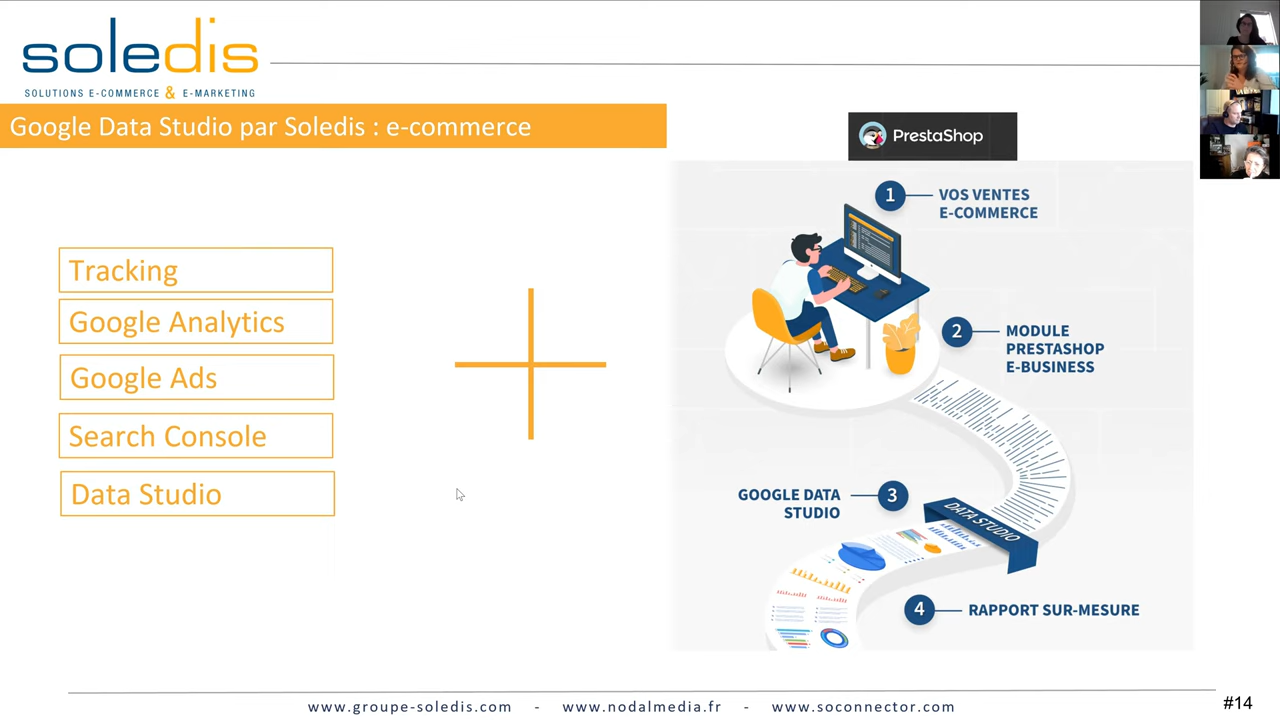 soledis
SOLUTIONS E-COMMERCE & E-MARKETING
Google Data Studio par Soledis : e-commerce
PrestaShop
1
VOS VENTES
E-COMMERCE
Tracking
Google Analytics
Google Ads
Search Console
Data Studio
2
MODULE
PRESTASHOP
E-BUSINESS
GOOGLE DATA
STUDIO
3
DATA STUDIO
4
RAPPORT SUR-MESURE
www.groupe-soledis.com - www.nodalmedia.fr - www.soconnector.com
#14